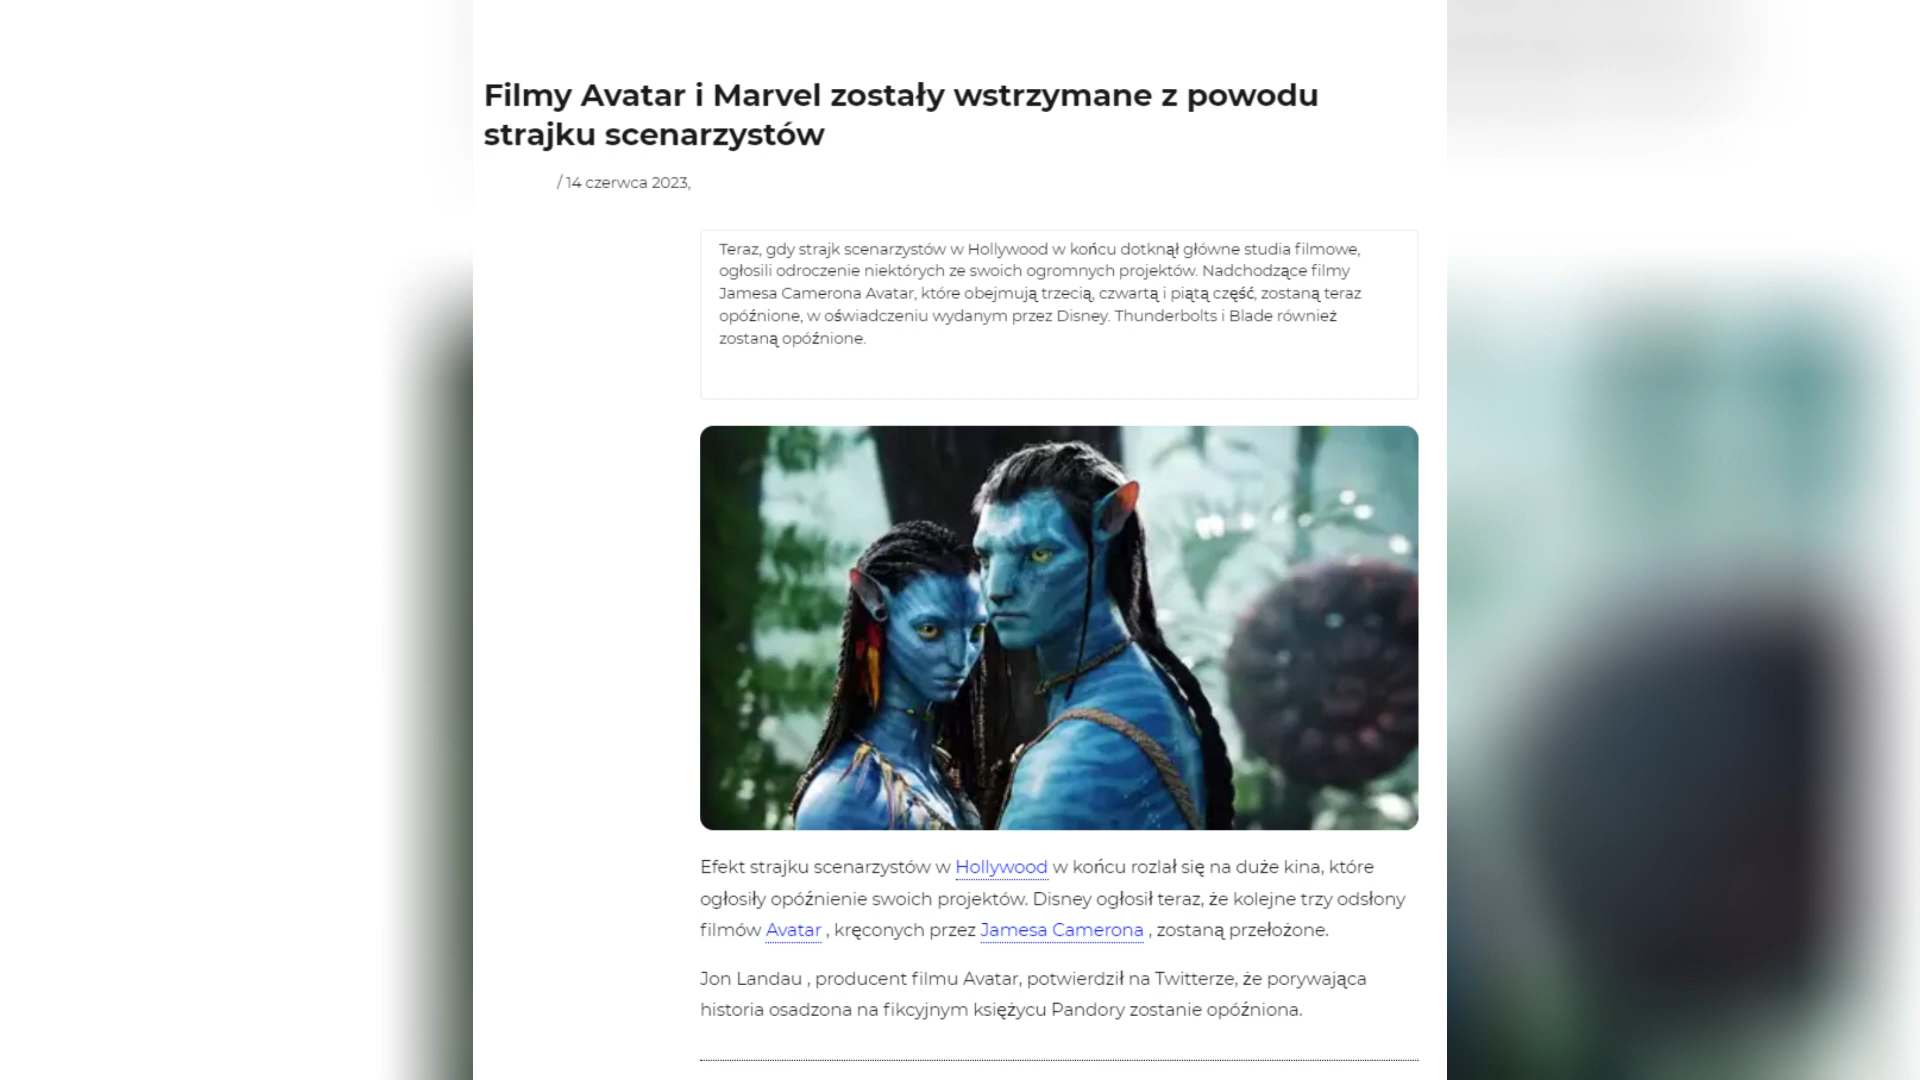 Filmy Avatar i Marvel zostały wstrzymane z powodu
strajku scenarzystów
/ 14 czerwca 2023,
Teraz, gdy strajk scenarzystów w Hollywood w końcu dotknął główne studia filmowe,
ogłosili odroczenie niektórych ze swoich ogromnych projektów. Nadchodzące filmy
Jamesa Camerona Avatar, które obejmują trzecią, czwartą i piątą część, zostaną teraz
opóźnione, w oświadczeniu wydanym przez Disney. Thunderbolts i Blade również
zostaną opóźnione.
Efekt strajku scenarzystów w Hollywood w końcu rozlał się na duże kina, które
ogłosiły opóźnienie swoich projektów. Disney ogłosił teraz, że kolejne trzy odsłony
filmów Avatar , kręconych przez Jamesa Camerona , zostaną przełożone.
Jon Landau , producent filmu Avatar, potwierdził na Twitterze, że porywająca
historia osadzona na fikcyjnym księżycu Pandory zostanie opóźniona.